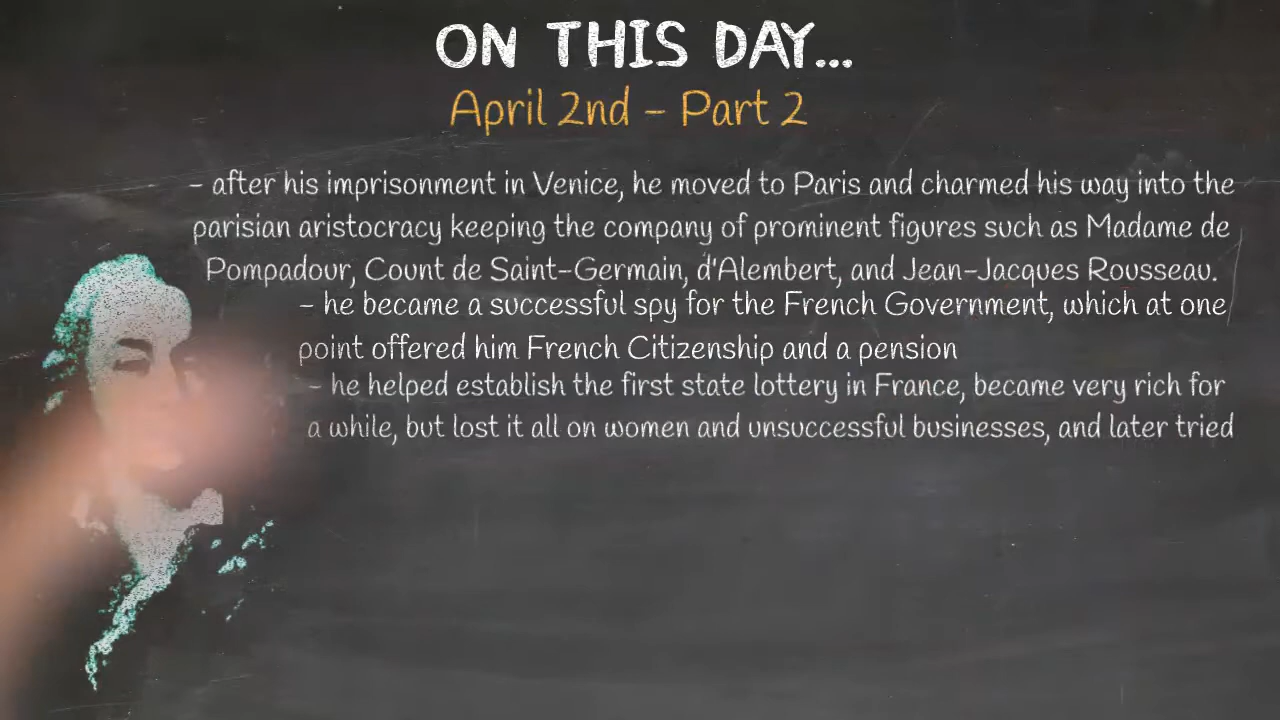 ON THIS DAY...
April 2nd - Part 2
- after his imprisonment in Venice, he moved to Paris and charmed his way into the
parisian aristocracy keeping the company of prominent figures such as Madame de
Pompadour, Count de Saint-Germain, d'Alembert, and Jean-Jacques Rousseau.
- he became a successful spy for the French Government, which at one
point offered him French Citizenship and a pension
- he helped establish the first state lottery in France, became very rich for
a while, but lost it all on women and unsuccessful businesses, and later tried